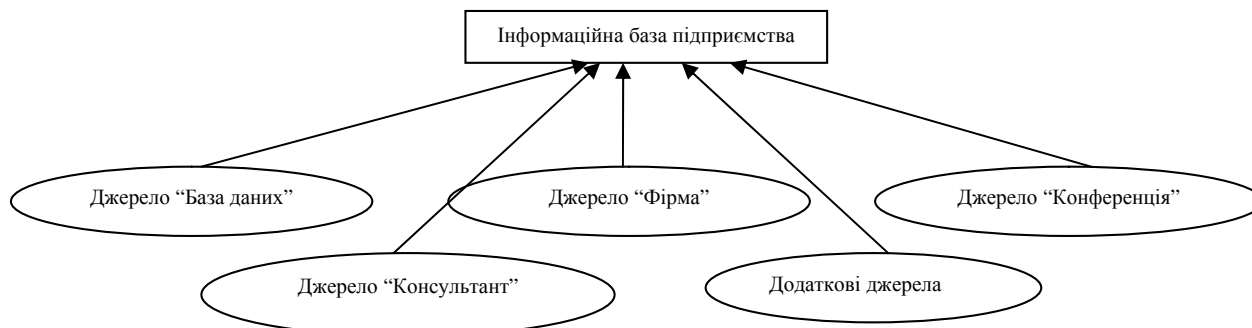 Інформаційна база підприємства
Джерело “База даних”
Джерело “Фірма”
Джерело “Конференція”
Джерело “Консультант”
Додаткові джерела